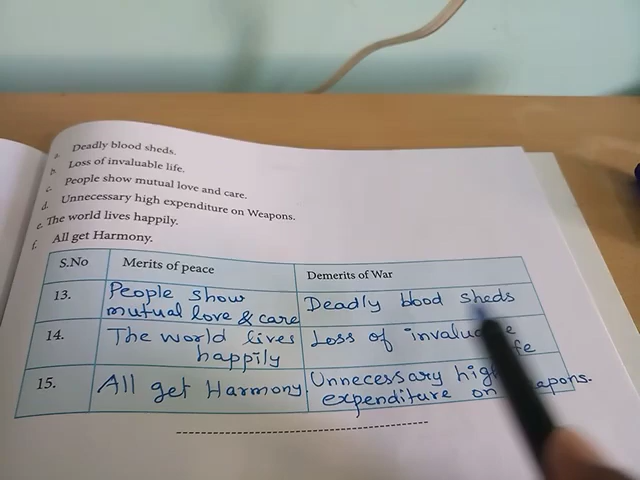 a. Deadly blood sheds.
b. Loss of invaluable life.
c. People show mutual love and care.
d. Unnecessary high expenditure on Weapons.
e. The world lives happily.
f. All get Harmony.
S.No Merits of peace Demerits of War
13. People show Deadly blood sheds
mutual love & care
14. The world lives Loss of
happily
15. All get Harmony Unnecessary
expenditure on